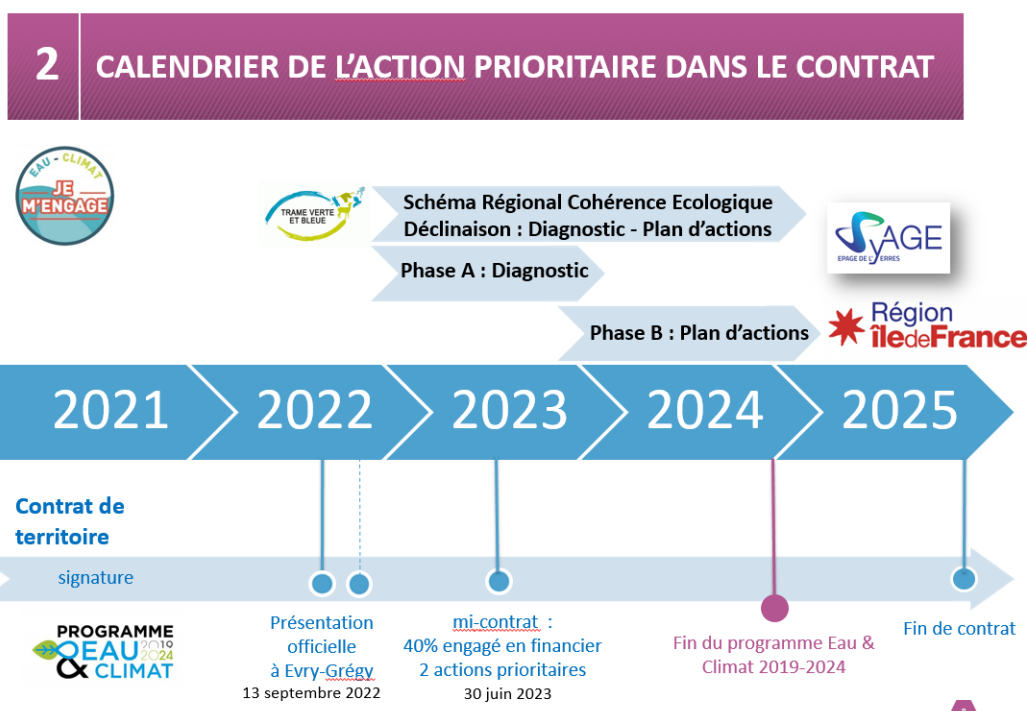 2
CALENDRIER DE L'ACTION PRIORITAIRE DANS LE CONTRAT
EAU - CLIMAT
JE
M'ENGAGE
TRAME VERTE
ET BLEUE
Schéma Régional Cohérence Ecologique
Déclinaison : Diagnostic - Plan d'actions
SyAGE
EPAGE DE L'YERRES
Phase A : Diagnostic
Phase B : Plan d'actions
Région
îledeFrance
2021
2022
2023
2024
2025
Contrat de
territoire
signature
PROGRAMME
EAU 2019
2024
& CLIMAT
Présentation
officielle
à Evry-Grégy
13 septembre 2022
mi-contrat :
40% engagé en financier
2 actions prioritaires
30 juin 2023
Fin du programme Eau &
Climat 2019-2024
Fin de contrat